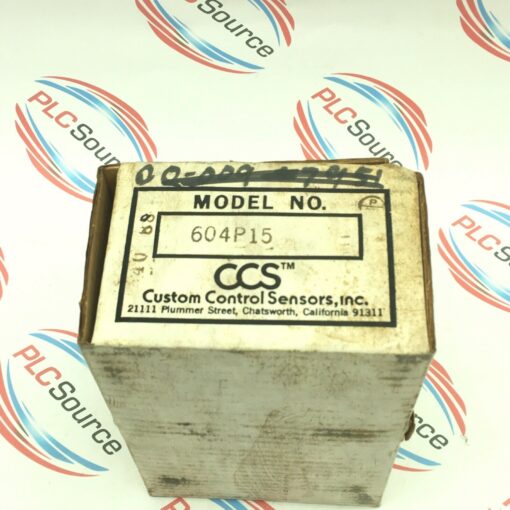 MODEL NO.
P
604P15 -
CCS™
Custom Control Sensors, Inc.
21111 Plummer Street, Chatsworth, California 91311
PLC Source
PLC Source
PLC Source
PLC Source
PLC Source